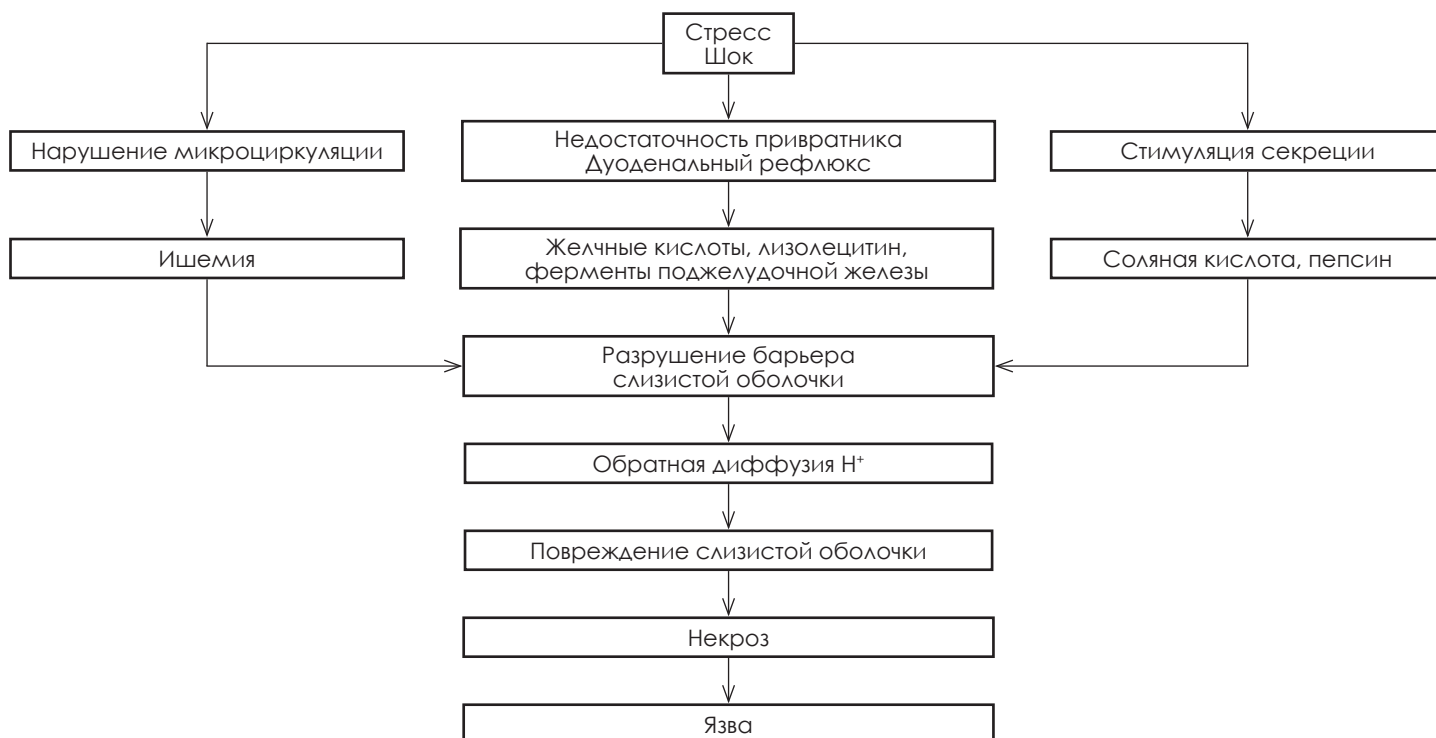 Стресс
Шок
Нарушение микроциркуляции
Недостаточность привратника
Дуоденальный рефлюкс
Стимуляция секреции
Ишемия
Желчные кислоты, лизолецитин,
ферменты поджелудочной железы
Соляная кислота, пепсин
Разрушение барьера
слизистой оболочки
Обратная диффузия H⁺
Повреждение слизистой оболочки
Некроз
Язва